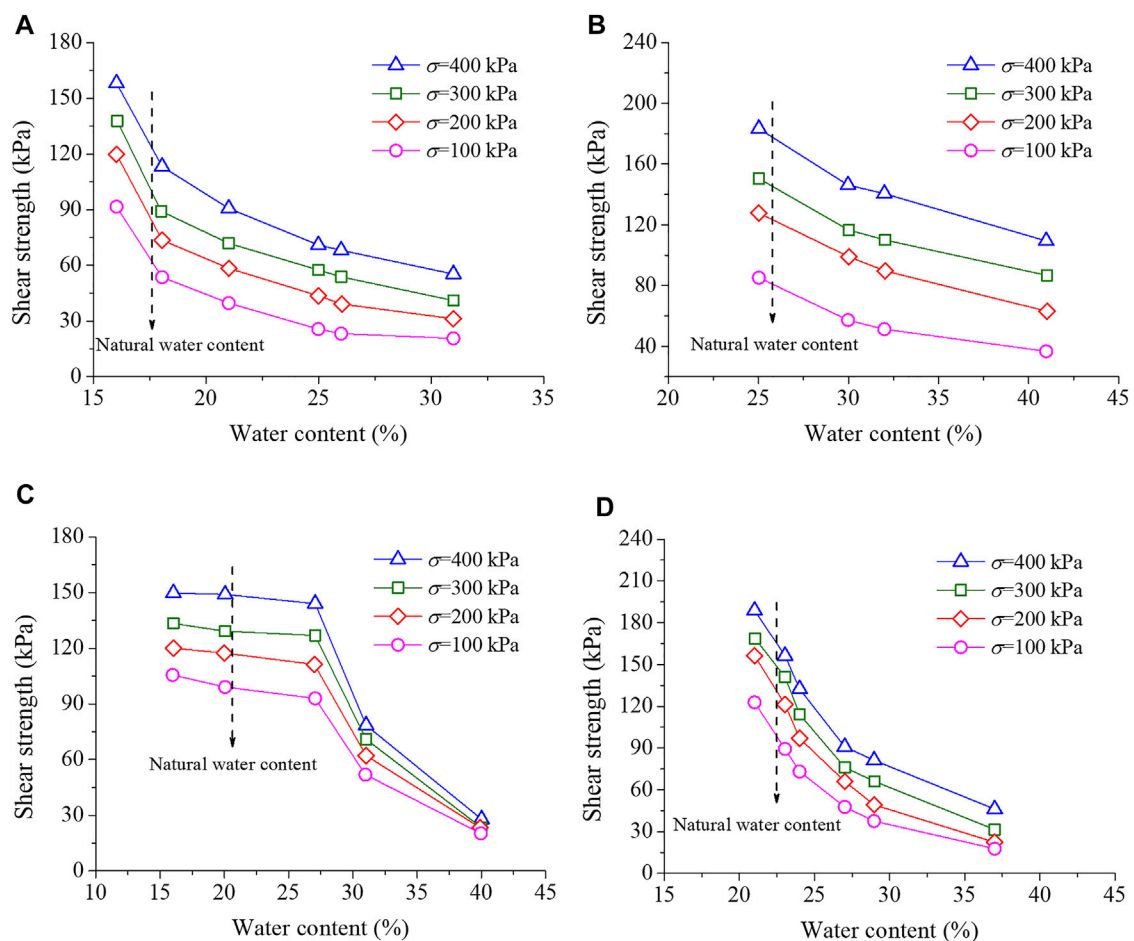 A
180
150
120
90
60
30
0
Shear strength (kPa)
σ=400 kPa
σ=300 kPa
σ=200 kPa
σ=100 kPa
Natural water content
15 20 25 30 35
Water content (%)
B
240
200
160
120
80
40
Shear strength (kPa)
σ=400 kPa
σ=300 kPa
σ=200 kPa
σ=100 kPa
Natural water content
20 25 30 35 40 45
Water content (%)
C
180
150
120
90
60
30
0
Shear strength (kPa)
σ=400 kPa
σ=300 kPa
σ=200 kPa
σ=100 kPa
Natural water content
10 15 20 25 30 35 40 45
Water content (%)
D
240
210
180
150
120
90
60
30
0
Shear strength (kPa)
σ=400 kPa
σ=300 kPa
σ=200 kPa
σ=100 kPa
Natural water content
15 20 25 30 35 40 45
Water content (%)